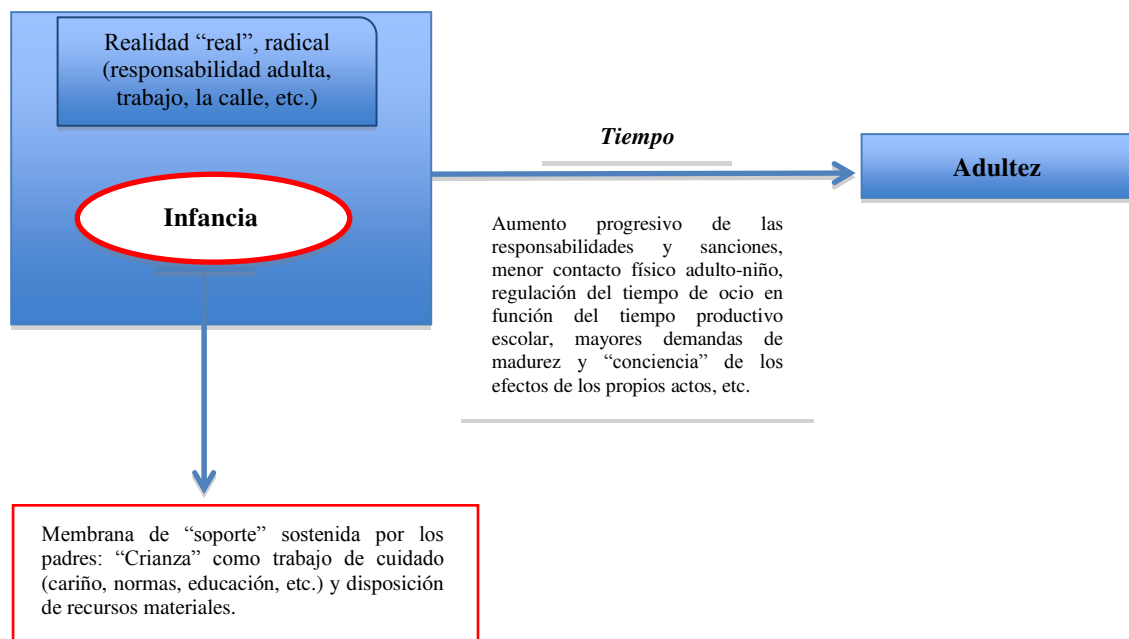 Realidad “real”, radical
(responsabilidad adulta,
trabajo, la calle, etc.)
Infancia
Tiempo
Adultez
Aumento progresivo de las
responsabilidades y sanciones,
menor contacto físico adulto-niño,
regulación del tiempo de ocio en
función del tiempo productivo
escolar, mayores demandas de
madurez y “conciencia” de los
efectos de los propios actos, etc.
Membrana de “soporte” sostenida por los
padres: “Crianza” como trabajo de cuidado
(cariño, normas, educación, etc.) y disposición
de recursos materiales.